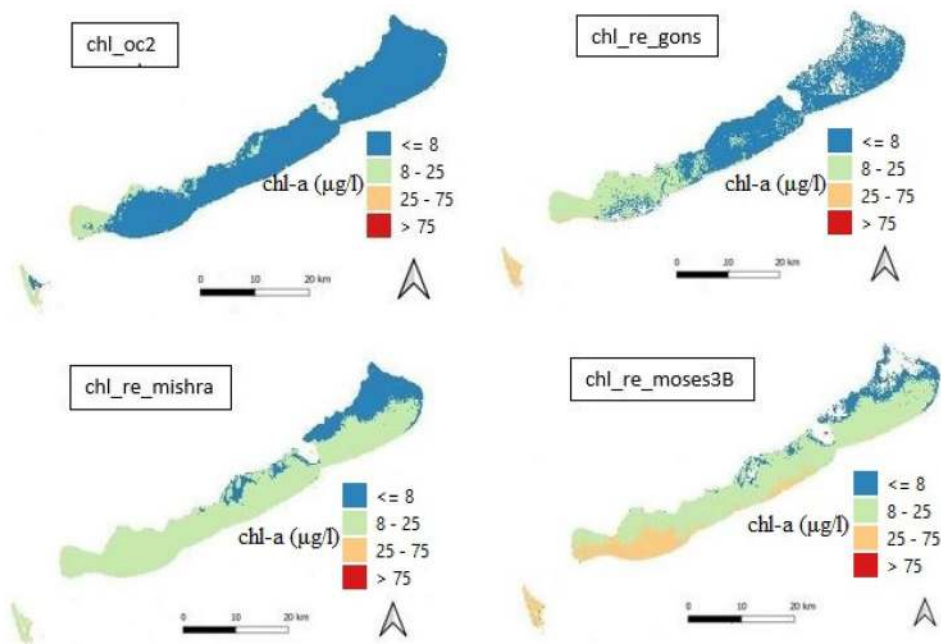 chl_oc2
.
chl-a (µg/l)
<= 8
8 - 25
25 - 75
> 75
0 10 20 km
chl_re_gons
chl-a (µg/l)
<= 8
8 - 25
25 - 75
> 75
0 10 20 km
chl_re_mishra
chl-a (µg/l)
<= 8
8 - 25
25 - 75
> 75
0 10 20 km
chl_re_moses3B
chl-a (µg/l)
<= 8
8 - 25
25 - 75
> 75
0 10 20 km